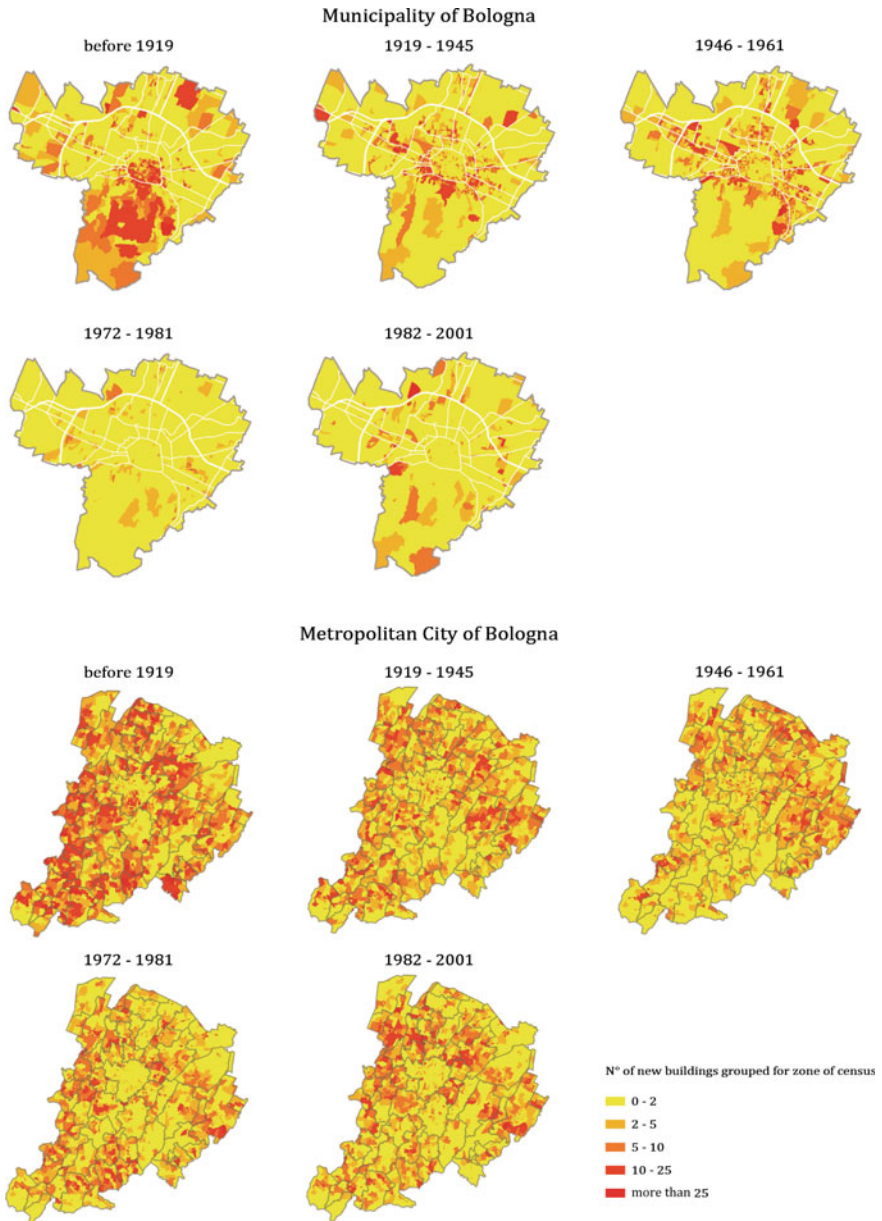 Municipality of Bologna
before 1919
1919 - 1945
1946 - 1961
1972 - 1981
1982 - 2001
Metropolitan City of Bologna
before 1919
1919 - 1945
1946 - 1961
1972 - 1981
1982 - 2001
N° of new buildings grouped for zone of census
0 - 2
2 - 5
5 - 10
10 - 25
more than 25